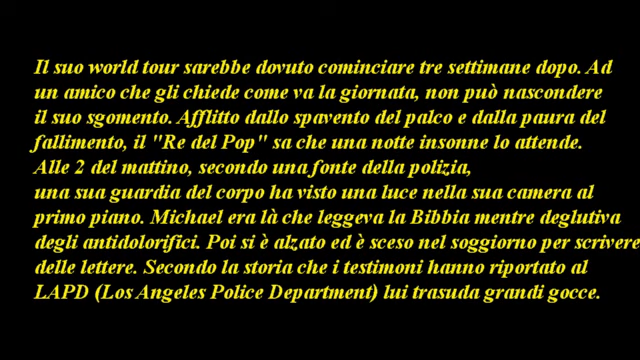 Il suo world tour sarebbe dovuto cominciare tre settimane dopo. Ad
un amico che gli chiede come va la giornata, non può nascondere
il suo sgomento. Afflitto dallo spavento del palco e dalla paura del
fallimento, il "Re del Pop" sa che una notte insonne lo attende.
Alle 2 del mattino, secondo una fonte della polizia,
una sua guardia del corpo ha visto una luce nella sua camera al
primo piano. Michael era là che leggeva la Bibbia mentre deglutiva
degli antidolorifici. Poi si è alzato ed è sceso nel soggiorno per scrivere
delle lettere. Secondo la storia che i testimoni hanno riportato al
LAPD (Los Angeles Police Department) lui trasuda grandi gocce.